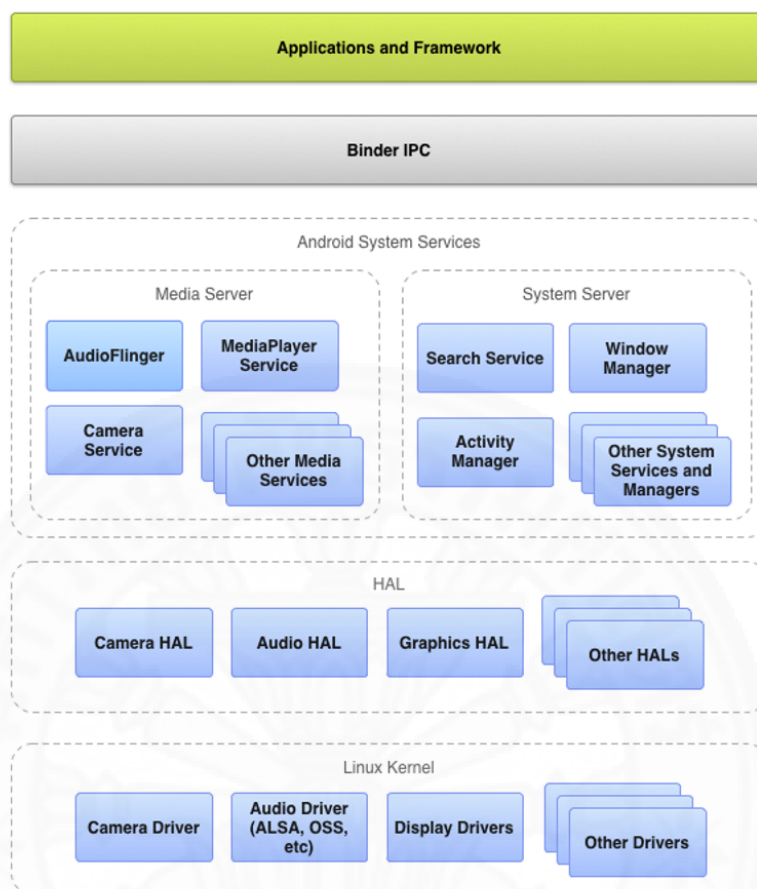 Applications and Framework
Binder IPC
Android System Services
Media Server
AudioFlinger
MediaPlayer
Service
Camera
Service
Other Media
Services
System Server
Search Service
Window
Manager
Activity
Manager
Other System
Services and
Managers
HAL
Camera HAL
Audio HAL
Graphics HAL
Other HALs
Linux Kernel
Camera Driver
Audio Driver
(ALSA, OSS,
etc)
Display Drivers
Other Drivers